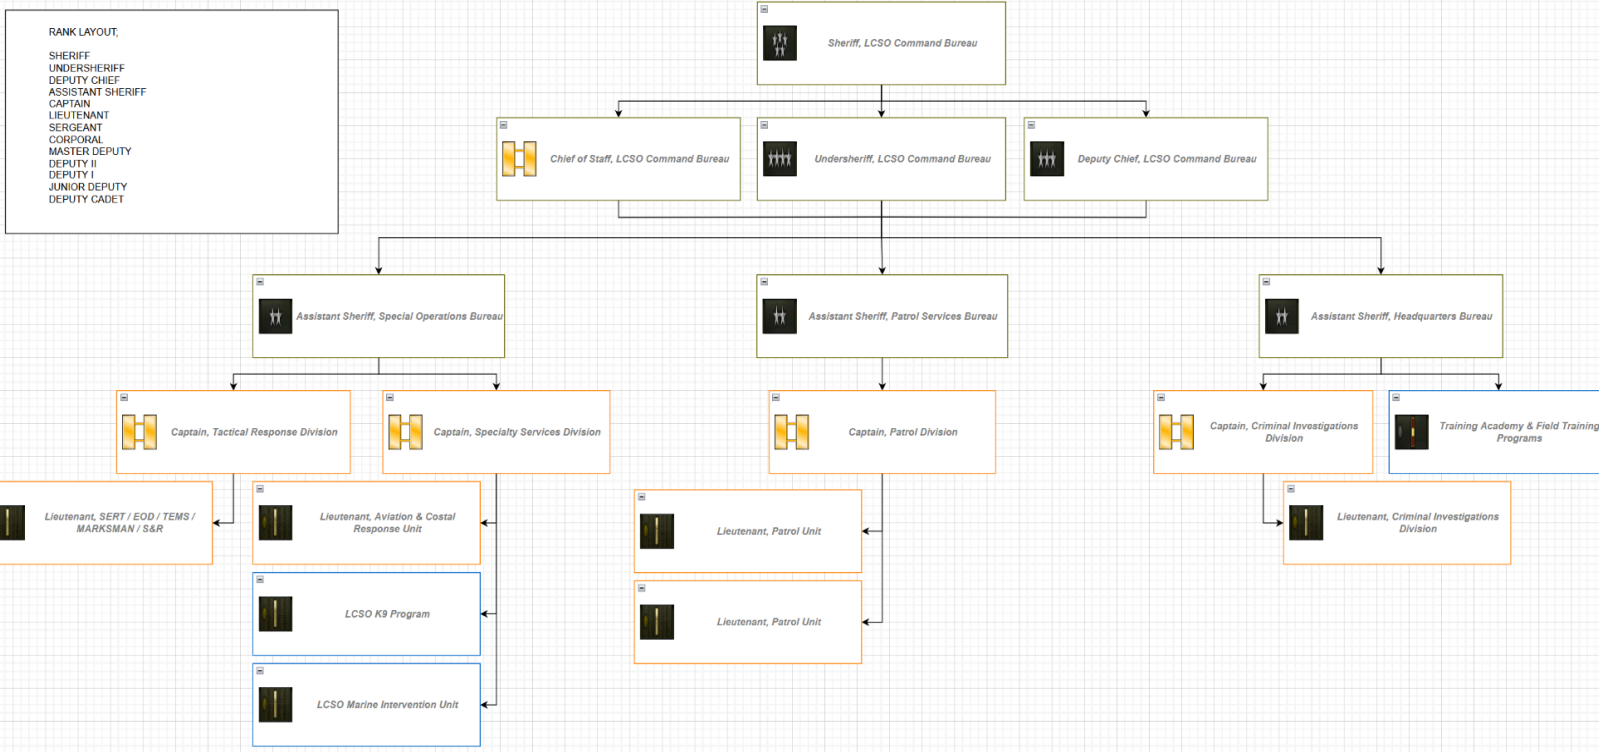 RANK LAYOUT;
SHERIFF
UNDERSHERIFF
DEPUTY CHIEF
ASSISTANT SHERIFF
CAPTAIN
LIEUTENANT
SERGEANT
CORPORAL
MASTER DEPUTY
DEPUTY II
DEPUTY I
JUNIOR DEPUTY
DEPUTY CADET
Sheriff, LCSO Command Bureau
Chief of Staff, LCSO Command Bureau
Undersheriff, LCSO Command Bureau
Deputy Chief, LCSO Command Bureau
Assistant Sheriff, Special Operations Bureau
Assistant Sheriff, Patrol Services Bureau
Assistant Sheriff, Headquarters Bureau
Captain, Tactical Response Division
Captain, Specialty Services Division
Captain, Patrol Division
Captain, Criminal Investigations
Division
Training Academy & Field Training
Programs
Lieutenant, SERT / EOD / TEMS /
MARKSMAN / S&R
Lieutenant, Aviation & Costal
Response Unit
Lieutenant, Patrol Unit
Lieutenant, Criminal Investigations
Division
LCSO K9 Program
Lieutenant, Patrol Unit
LCSO Marine Intervention Unit